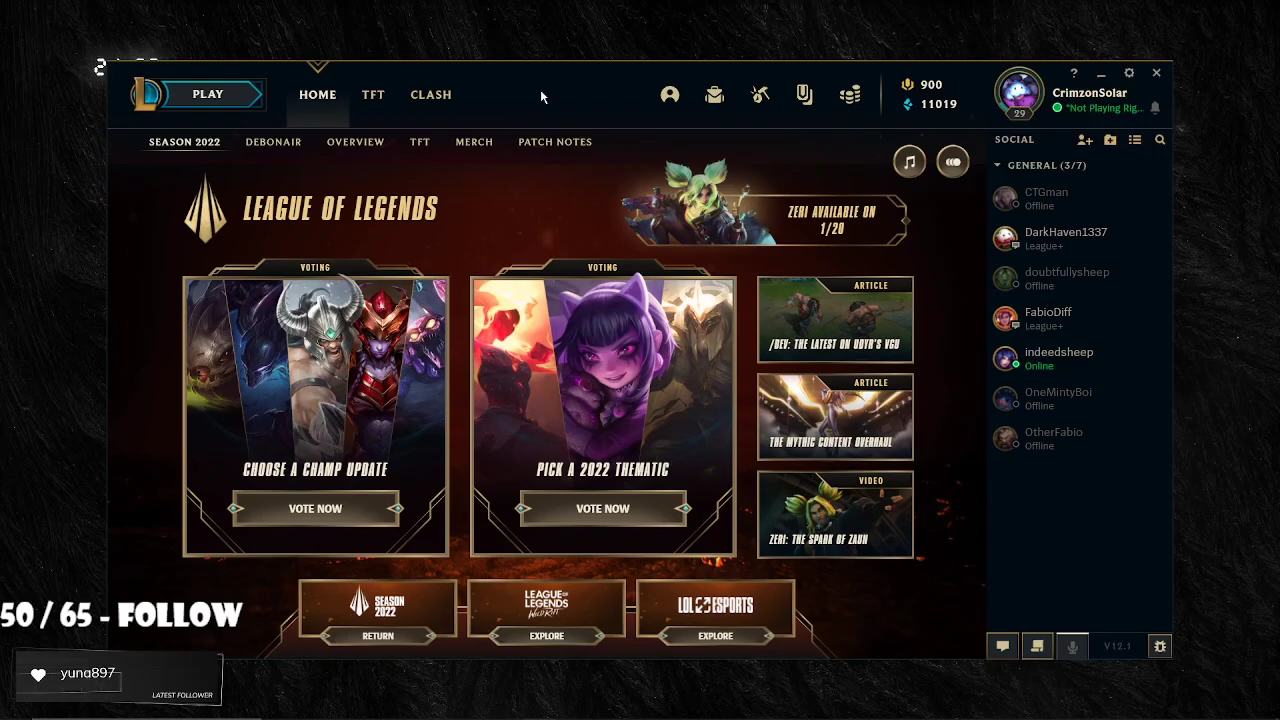 PLAY
HOME
TFT
CLASH
900
11019
29
CrimzonSolar
"Not Playing Rig...
SEASON 2022
DEBONAIR
OVERVIEW
TFT
MERCH
PATCH NOTES
SOCIAL
GENERAL (3/7)
CTGman
Offline
DarkHaven1337
League+
doubtfullysheep
Offline
FabioDiff
League+
indeedsheep
Online
OneMintyBoi
Offline
OtherFabio
Offline
LEAGUE OF LEGENDS
ZERI AVAILABLE ON
1/20
VOTING
CHOOSE A CHAMP UPDATE
VOTE NOW
VOTING
PICK A 2022 THEMATIC
VOTE NOW
ARTICLE
/DEV: THE LATEST ON UDYR'S VGU
ARTICLE
THE MYTHIC CONTENT OVERHAUL
VIDEO
ZERI: THE SPARK OF ZAUN
SEASON
2022
RETURN
LEAGUE OF
LEGENDS
WILD RIFT
EXPLORE
LOL ESPORTS
EXPLORE
V12.1
50 / 65 - FOLLOW
yuna897
LATEST FOLLOWER